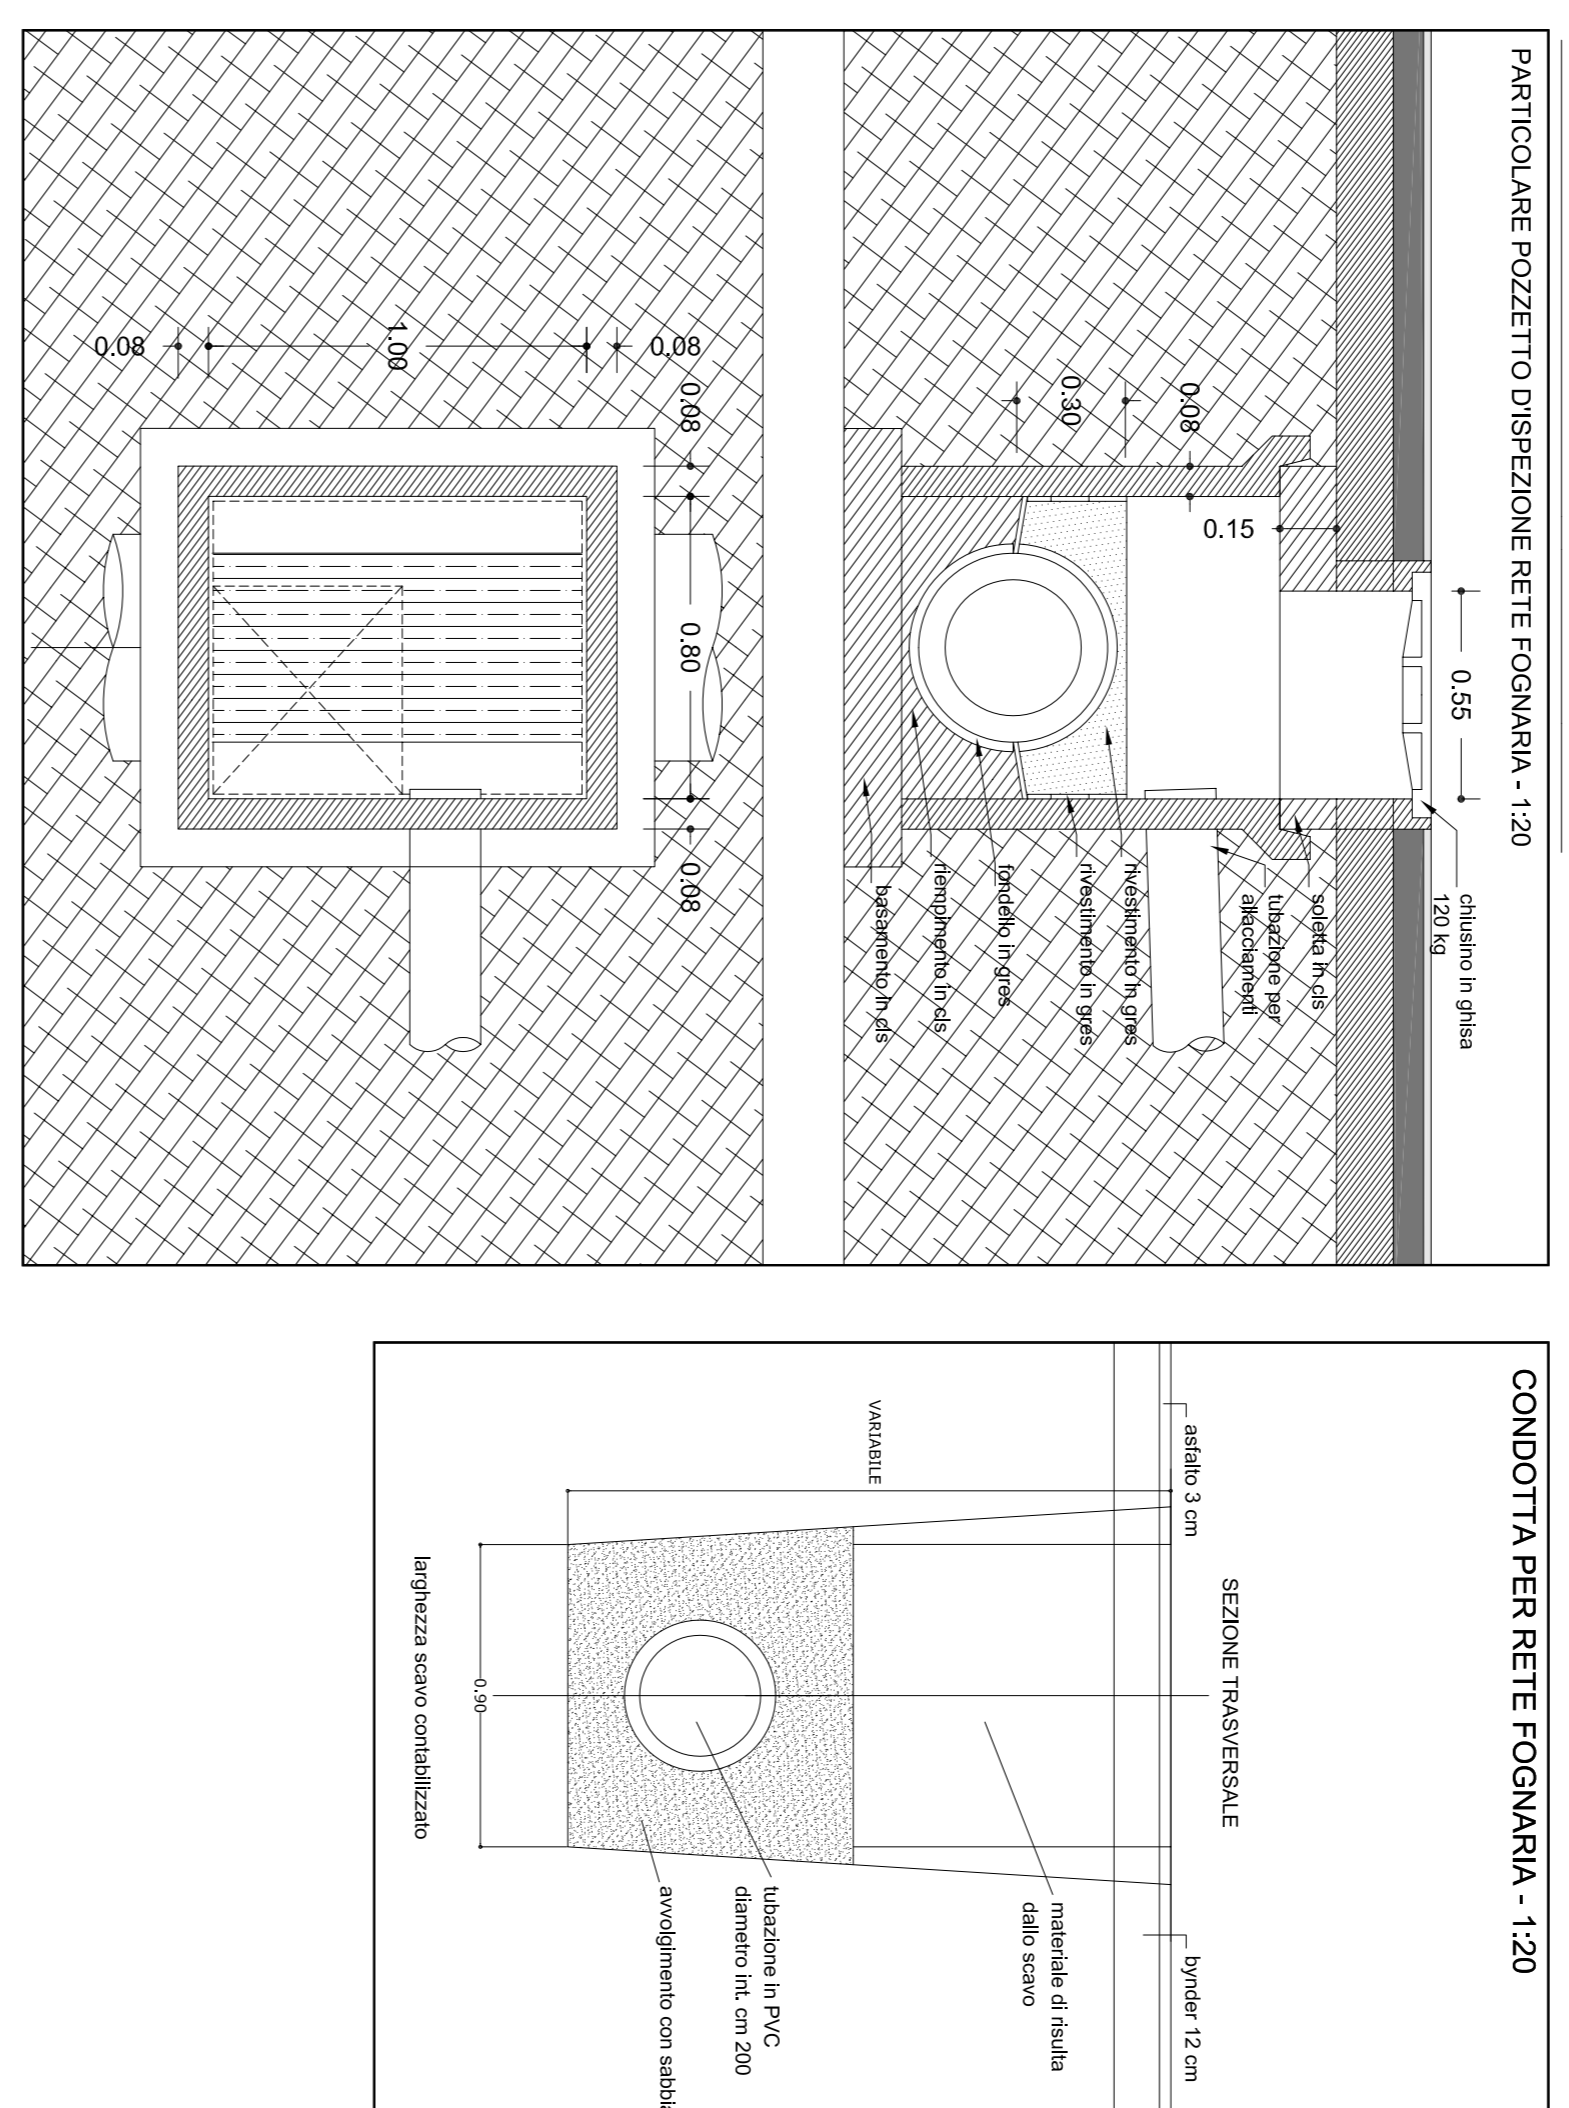 PARTICOLARE POZZETTO D'ISPEZIONE RETE FOGNARIA - 1:20
0.55
chiusino in ghisa
120 kg
0.15
soletta in cls
tubazione per
allacciamenti
0.08
0.30
rivestimento in gres
rivestimento in gres
fondello in gres
riempimento in cls
basamento in cls
0.08
0.80
0.08
0.08
1.00
0.08
CONDOTTA PER RETE FOGNARIA - 1:20
SEZIONE TRASVERSALE
asfalto 3 cm
bynder 12 cm
materiale di risulta
dallo scavo
VARIABILE
tubazione in PVC
diametro int. cm 200
avvolgimento con sabbia
0.90
larghezza scavo contabilizzato